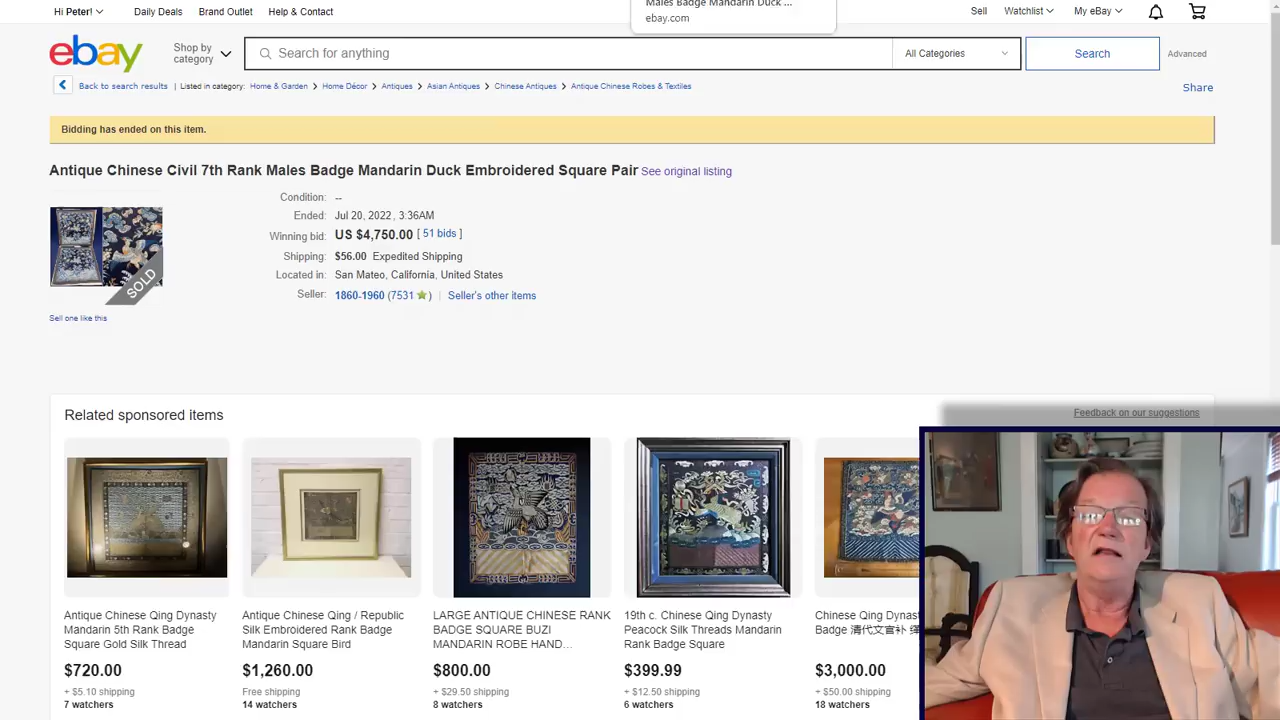 Hi Peter!
Daily Deals
Brand Outlet
Help & Contact
Males Badge Mandarin Duck ...
ebay.com
Sell
Watchlist
My eBay
ebay
Shop by
category
Search for anything
All Categories
Search
Advanced
Back to search results | Listed in category: Home & Garden > Home Décor > Antiques > Asian Antiques > Chinese Antiques > Antique Chinese Robes & Textiles
Share
Bidding has ended on this item.
Antique Chinese Civil 7th Rank Males Badge Mandarin Duck Embroidered Square Pair See original listing
SOLD
Sell one like this
Condition: --
Ended: Jul 20, 2022 , 3:36AM
Winning bid: US $4,750.00 [ 51 bids ]
Shipping: $56.00 Expedited Shipping
Located in: San Mateo, California, United States
Seller: 1860-1960 (7531 ) | Seller's other items
Related sponsored items
Feedback on our suggestions
Antique Chinese Qing Dynasty
Mandarin 5th Rank Badge
Square Gold Silk Thread
$720.00
+ $5.10 shipping
7 watchers
Antique Chinese Qing / Republic
Silk Embroidered Rank Badge
Mandarin Square Bird
$1,260.00
Free shipping
14 watchers
LARGE ANTIQUE CHINESE RANK
BADGE SQUARE BUZI
MANDARIN ROBE HAND...
$800.00
+ $29.50 shipping
8 watchers
19th c. Chinese Qing Dynasty
Peacock Silk Threads Mandarin
Rank Badge Square
$399.99
+ $12.50 shipping
6 watchers
Chinese Qing
Badge 清代文官补
$3,000.00
+ $50.00 shipping
18 watchers